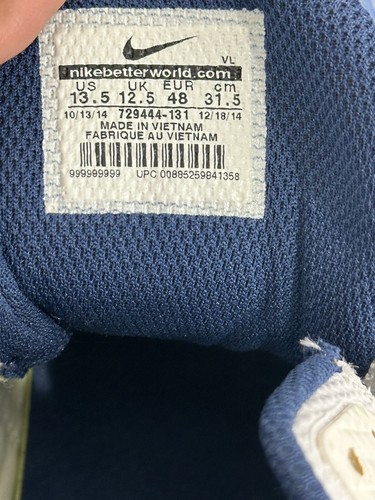 VL
nikebetterworld.com
US UK EUR cm
13.5 12.5 48 31.5
10/13/14 729444-131 12/18/14
MADE IN VIETNAM
FABRIQUE AU VIETNAM
999999999 UPC 00885259841358